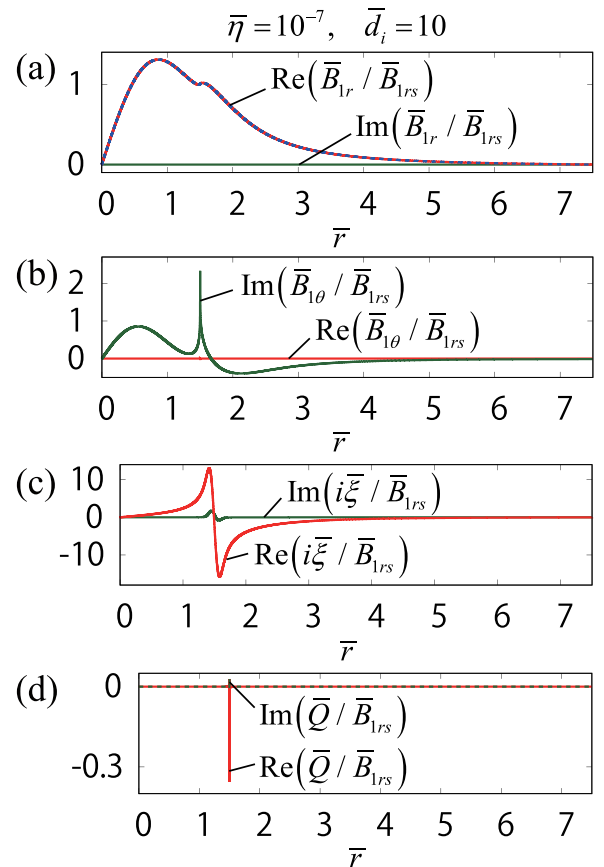 η̅=10⁻⁷, d̅ᵢ=10
(a)
1
0
Re(B̅₁ᵣ / B̅₁ᵣₛ)
Im(B̅₁ᵣ / B̅₁ᵣₛ)
0 1 2 3 4 5 6 7
r̅
(b)
2
1
0
Im(B̅₁θ / B̅₁ᵣₛ)
Re(B̅₁θ / B̅₁ᵣₛ)
0 1 2 3 4 5 6 7
r̅
(c)
10
0
-10
Im(iξ̅ / B̅₁ᵣₛ)
Re(iξ̅ / B̅₁ᵣₛ)
0 1 2 3 4 5 6 7
r̅
(d)
0
-0.3
Im(Q̅ / B̅₁ᵣₛ)
Re(Q̅ / B̅₁ᵣₛ)
0 1 2 3 4 5 6 7
r̅